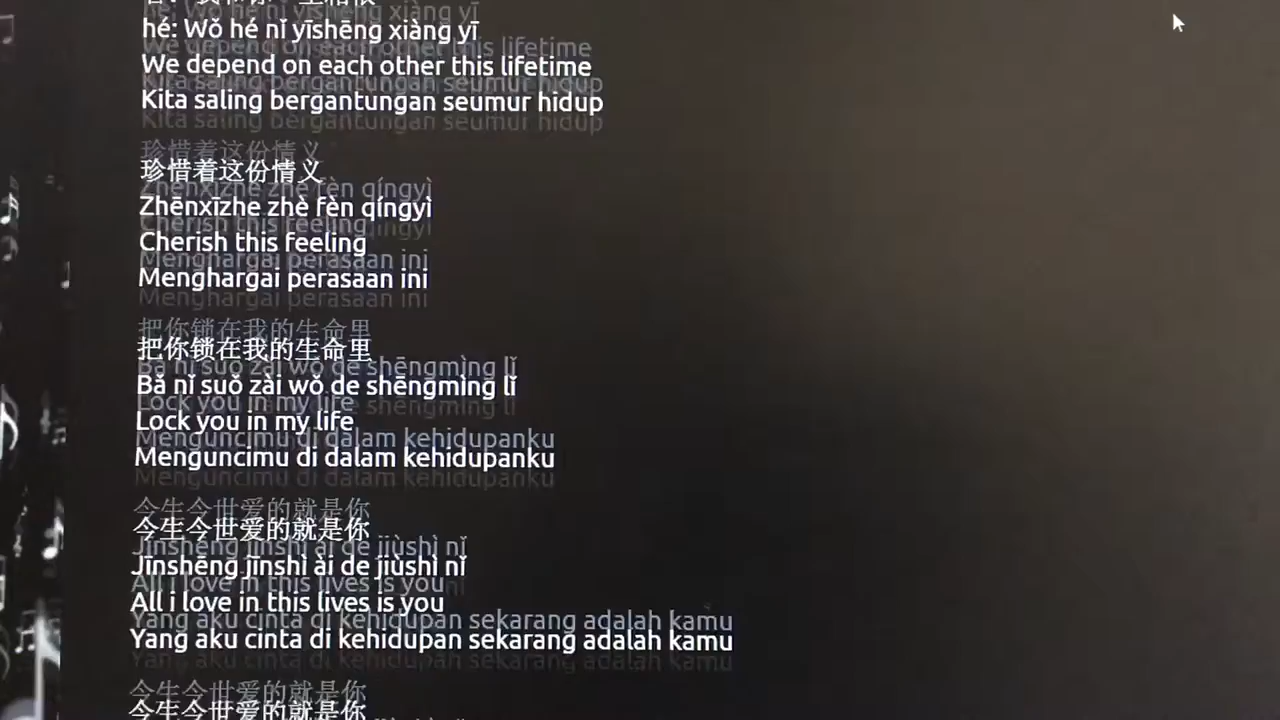 hé: Wǒ hé nǐ yīshēng xiàng yī
We depend on each other this lifetime
Kita saling bergantungan seumur hidup
珍惜着这份情义
Zhēnxīzhe zhè fèn qíngyì
Cherish this feeling
Menghargai perasaan ini
把你锁在我的生命里
Bǎ nǐ suǒ zài wǒ de shēngmìng lǐ
Lock you in my life
Menguncimu di dalam kehidupanku
今生今世爱的就是你
Jīnshēng jīnshì ài de jiùshì nǐ
All i love in this lives is you
Yang aku cinta di kehidupan sekarang adalah kamu
今生今世爱的就是你